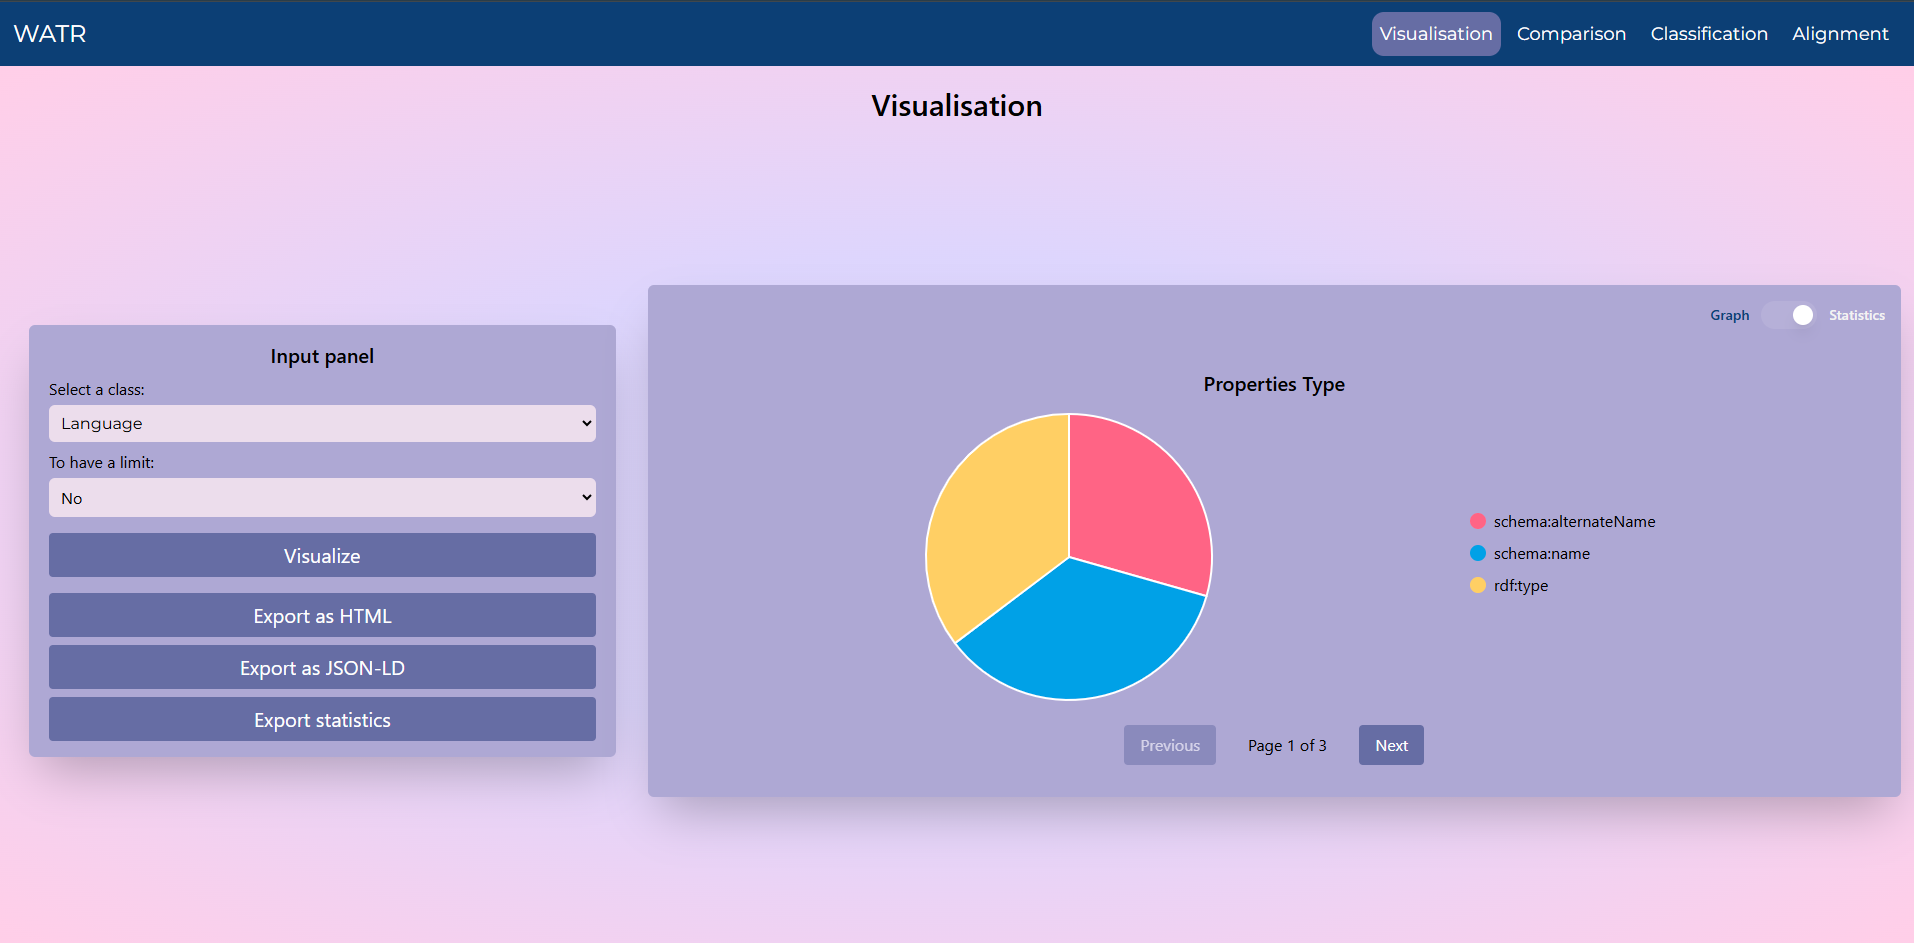 WATR
Visualisation Comparison Classification Alignment
Visualisation
Input panel
Select a class:
Language
To have a limit:
No
Visualize
Export as HTML
Export as JSON-LD
Export statistics
Graph Statistics
Properties Type
schema:alternateName
schema:name
rdf:type
Previous Page 1 of 3 Next